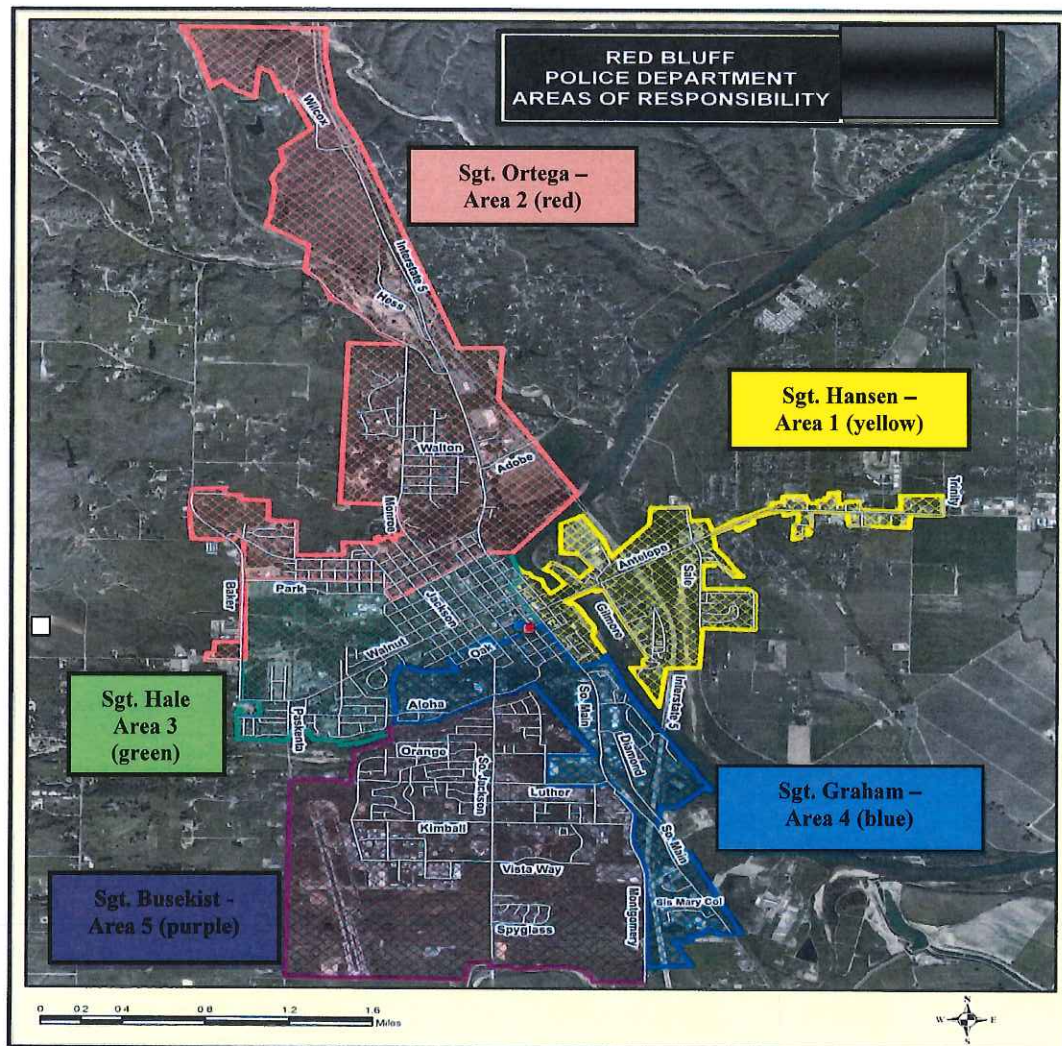 RED BLUFF
POLICE DEPARTMENT
AREAS OF RESPONSIBILITY
Wilcox
Sgt. Ortega –
Area 2 (red)
Interstate 5
Hess
Sgt. Hansen –
Area 1 (yellow)
Walton
Adobe
Trinity
Monroe
Antelope
Sale
Baker
Park
Jackson
Gilmore
Walnut
Oak
Sgt. Hale
Area 3
(green)
Paskenta
Aloha
So. Main
Interstate 5
Diamond
Orange
So. Jackson
Luther
Sgt. Graham –
Area 4 (blue)
Kimball
So. Main
Vista Way
Sgt. Busekist -
Area 5 (purple)
Montgomery
Sis Mary Col
Spyglass
0 0.2 0.4 0.8 1.2 1.6
Miles
N
W E
S